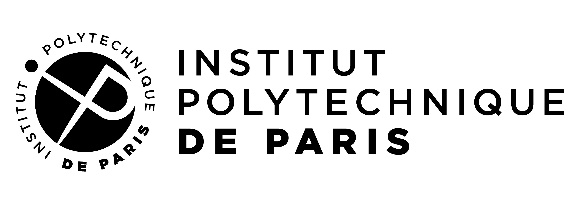 INSTITUT POLYTECHNIQUE DE PARIS
INSTITUT
POLYTECHNIQUE
DE PARIS